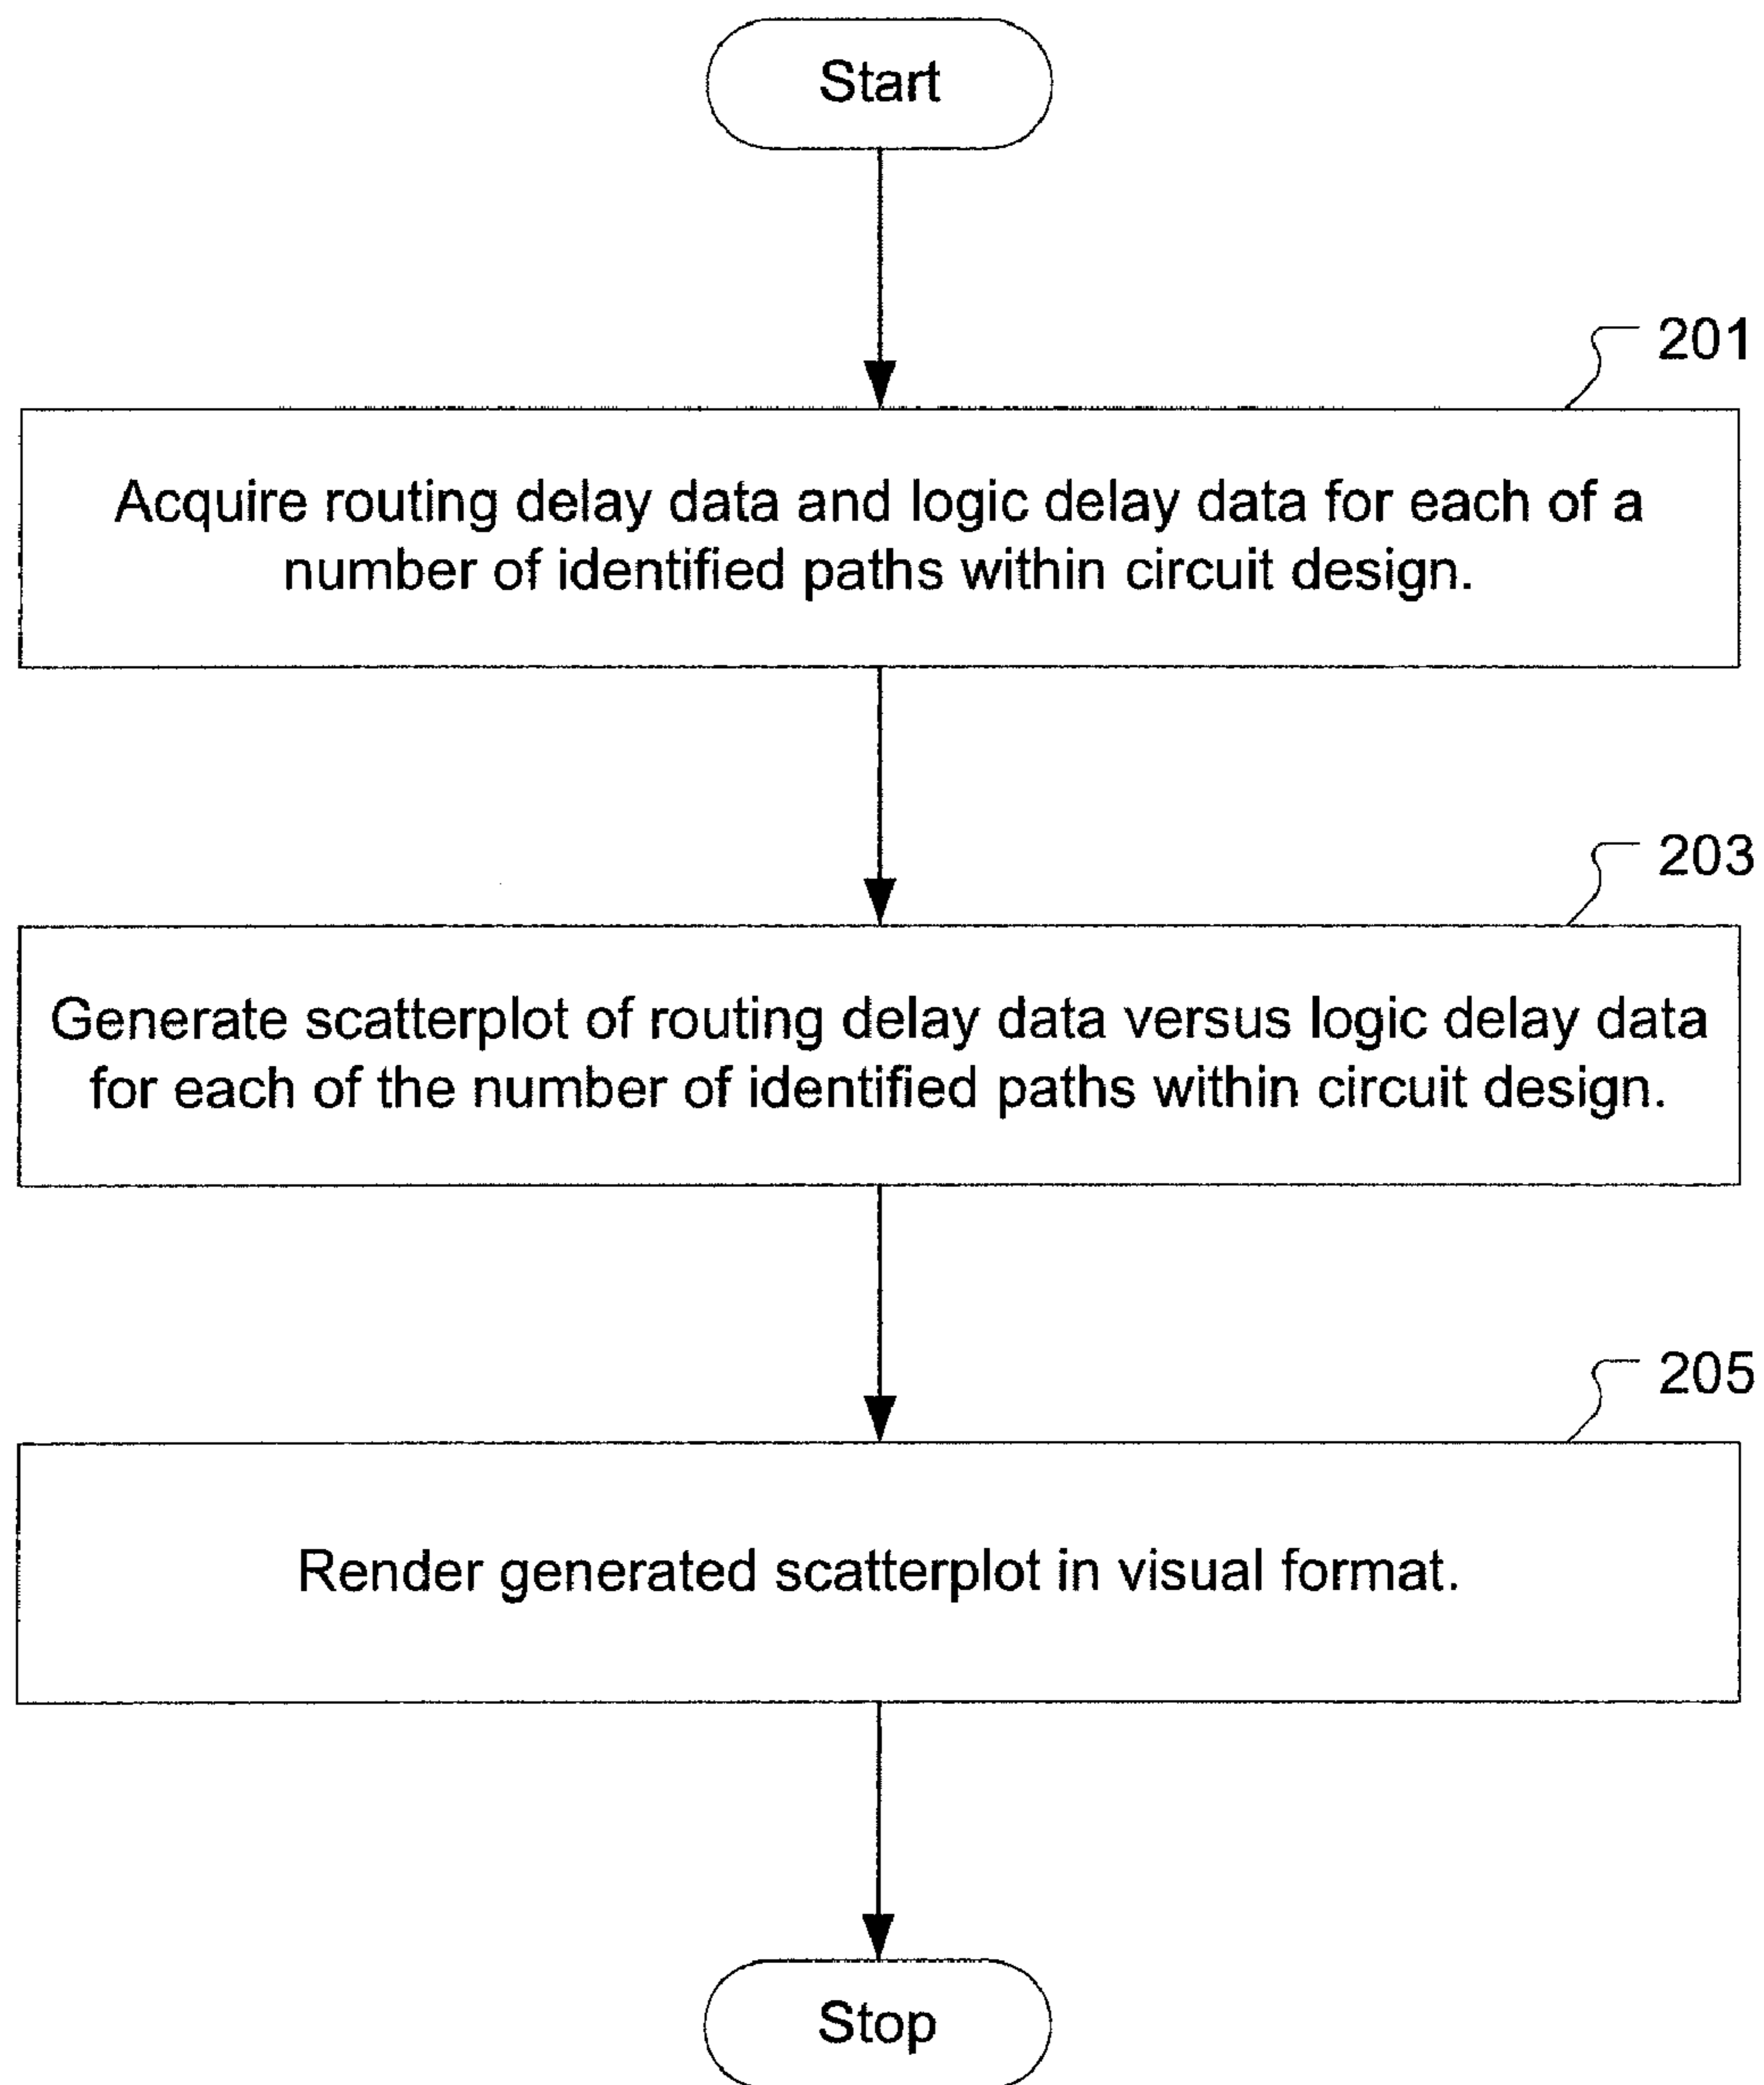 Start
201
Acquire routing delay data and logic delay data for each of a
number of identified paths within circuit design.
203
Generate scatterplot of routing delay data versus logic delay data
for each of the number of identified paths within circuit design.
205
Render generated scatterplot in visual format.
Stop